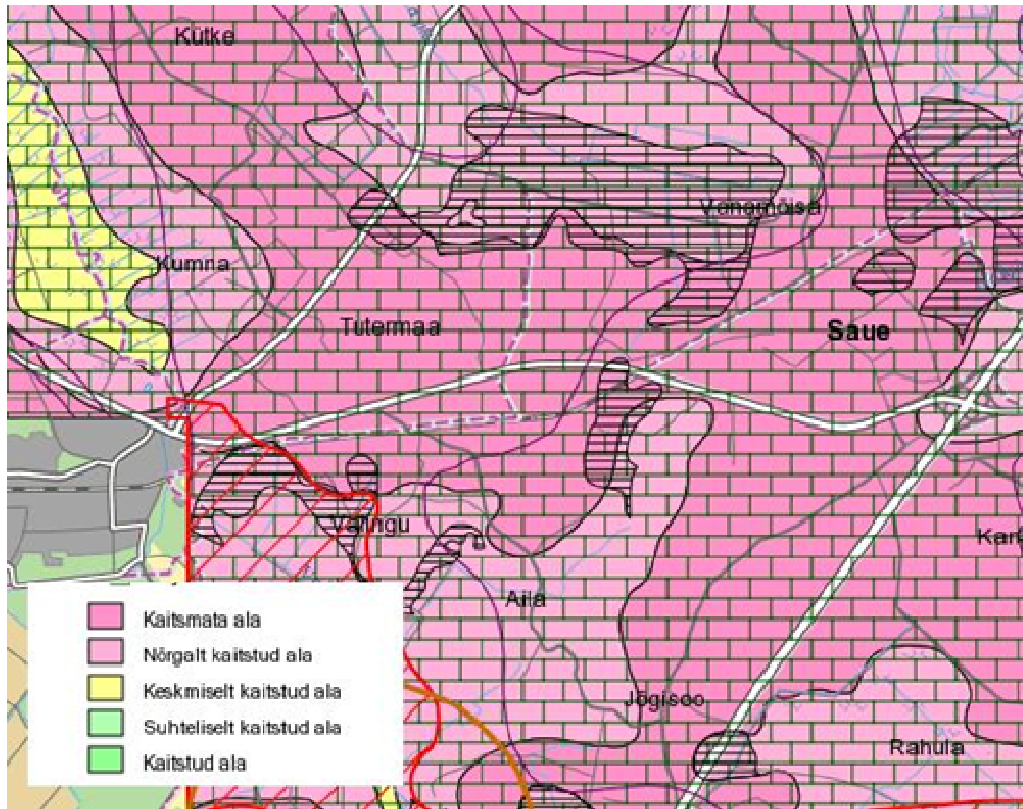 Kütke
Vanamõisa
Kumna
Tutermaa
Saue
Valingu
Aila
Jõgisoo
Rahula
Kaitsmata ala
Nõrgalt kaitstud ala
Keskmiselt kaitstud ala
Suhteliselt kaitstud ala
Kaitstud ala